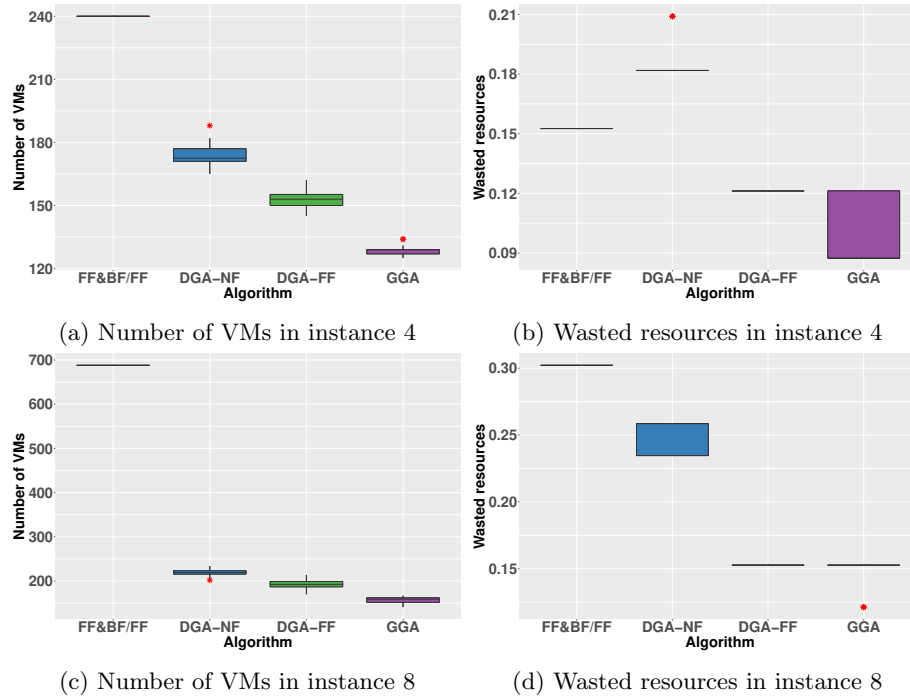 240
210
180
150
120
Number of VMs
FF&BF/FF DGA−NF DGA−FF GGA
Algorithm
(a) Number of VMs in instance 4
0.21
0.18
0.15
0.12
0.09
Wasted resources
FF&BF/FF DGA−NF DGA−FF GGA
Algorithm
(b) Wasted resources in instance 4
700
600
500
400
300
200
Number of VMs
FF&BF/FF DGA−NF DGA−FF GGA
Algorithm
(c) Number of VMs in instance 8
0.30
0.25
0.20
0.15
Wasted resources
FF&BF/FF DGA−NF DGA−FF GGA
Algorithm
(d) Wasted resources in instance 8